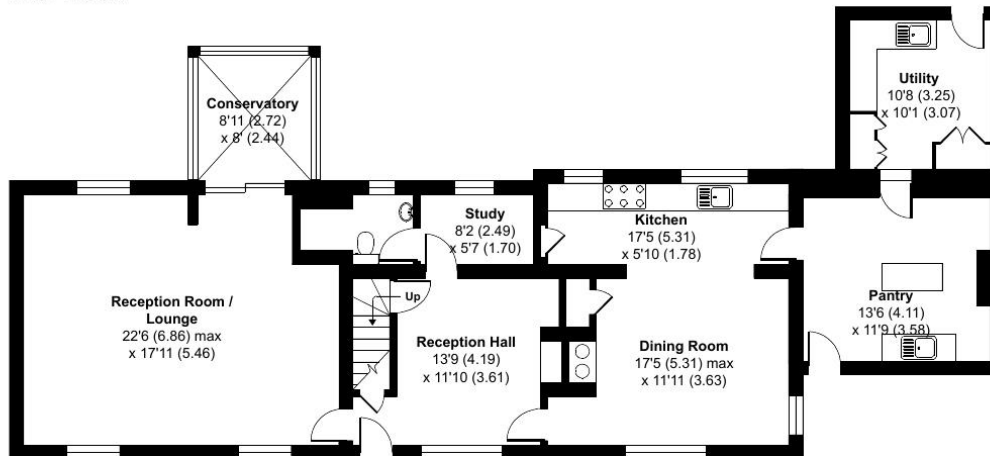 Utility
10'8 (3.25)
x 10'1 (3.07)
Conservatory
8'11 (2.72)
x 8' (2.44)
Study
8'2 (2.49)
x 5'7 (1.70)
Kitchen
17'5 (5.31)
x 5'10 (1.78)
Reception Room /
Lounge
22'6 (6.86) max
x 17'11 (5.46)
Up
Reception Hall
13'9 (4.19)
x 11'10 (3.61)
Dining Room
17'5 (5.31) max
x 11'11 (3.63)
Pantry
13'6 (4.11)
x 11'9 (3.58)